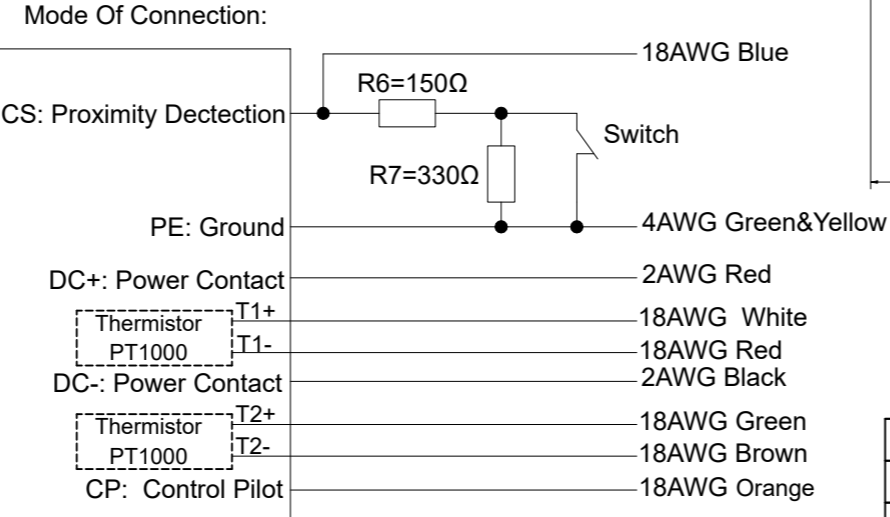 Mode Of Connection:
18AWG Blue
R6=150Ω
CS: Proximity Dectection
Switch
R7=330Ω
PE: Ground
4AWG Green&Yellow
DC+: Power Contact
2AWG Red
T1+
18AWG White
Thermistor
PT1000
T1-
18AWG Red
DC-: Power Contact
2AWG Black
T2+
18AWG Green
Thermistor
PT1000
T2-
18AWG Brown
CP: Control Pilot
18AWG Orange